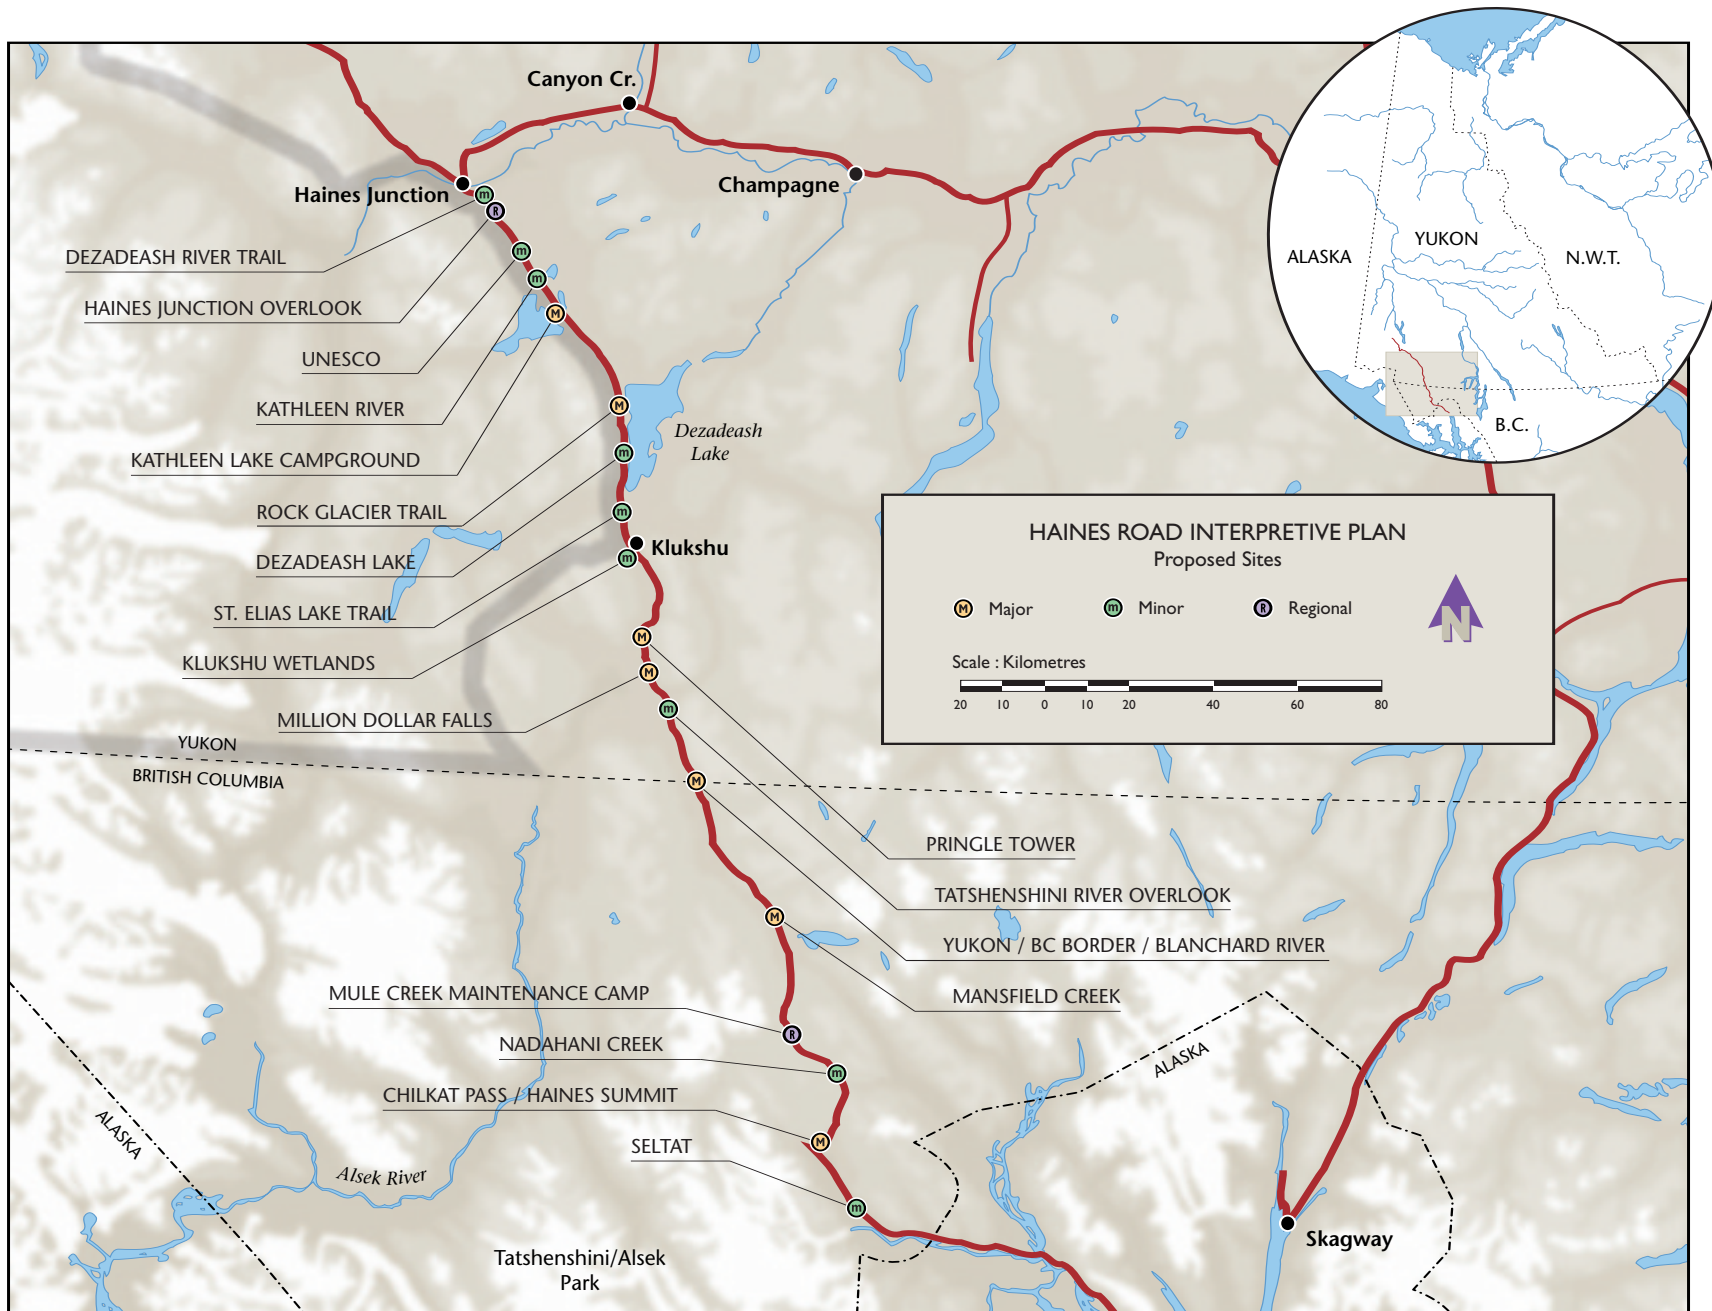 Canyon Cr.
Haines Junction
Champagne
DEZADEASH RIVER TRAIL
HAINES JUNCTION OVERLOOK
UNESCO
KATHLEEN RIVER
KATHLEEN LAKE CAMPGROUND
ROCK GLACIER TRAIL
DEZADEASH LAKE
ST. ELIAS LAKE TRAIL
KLUKSHU WETLANDS
MILLION DOLLAR FALLS
m
R
m
m
M
M
m
m
m
M
M
m
M
M
R
m
M
m
Dezadeash
Lake
Klukshu
YUKON
BRITISH COLUMBIA
ALASKA
YUKON
N.W.T.
B.C.
HAINES ROAD INTERPRETIVE PLAN
Proposed Sites
M Major
m Minor
R Regional
N
Scale : Kilometres
20 10 0 10 20 40 60 80
PRINGLE TOWER
TATSHENSHINI RIVER OVERLOOK
YUKON / BC BORDER / BLANCHARD RIVER
MANSFIELD CREEK
MULE CREEK MAINTENANCE CAMP
NADAHANI CREEK
CHILKAT PASS / HAINES SUMMIT
SELTAT
ALASKA
ALASKA
Alsek River
Tatshenshini/Alsek
Park
Skagway